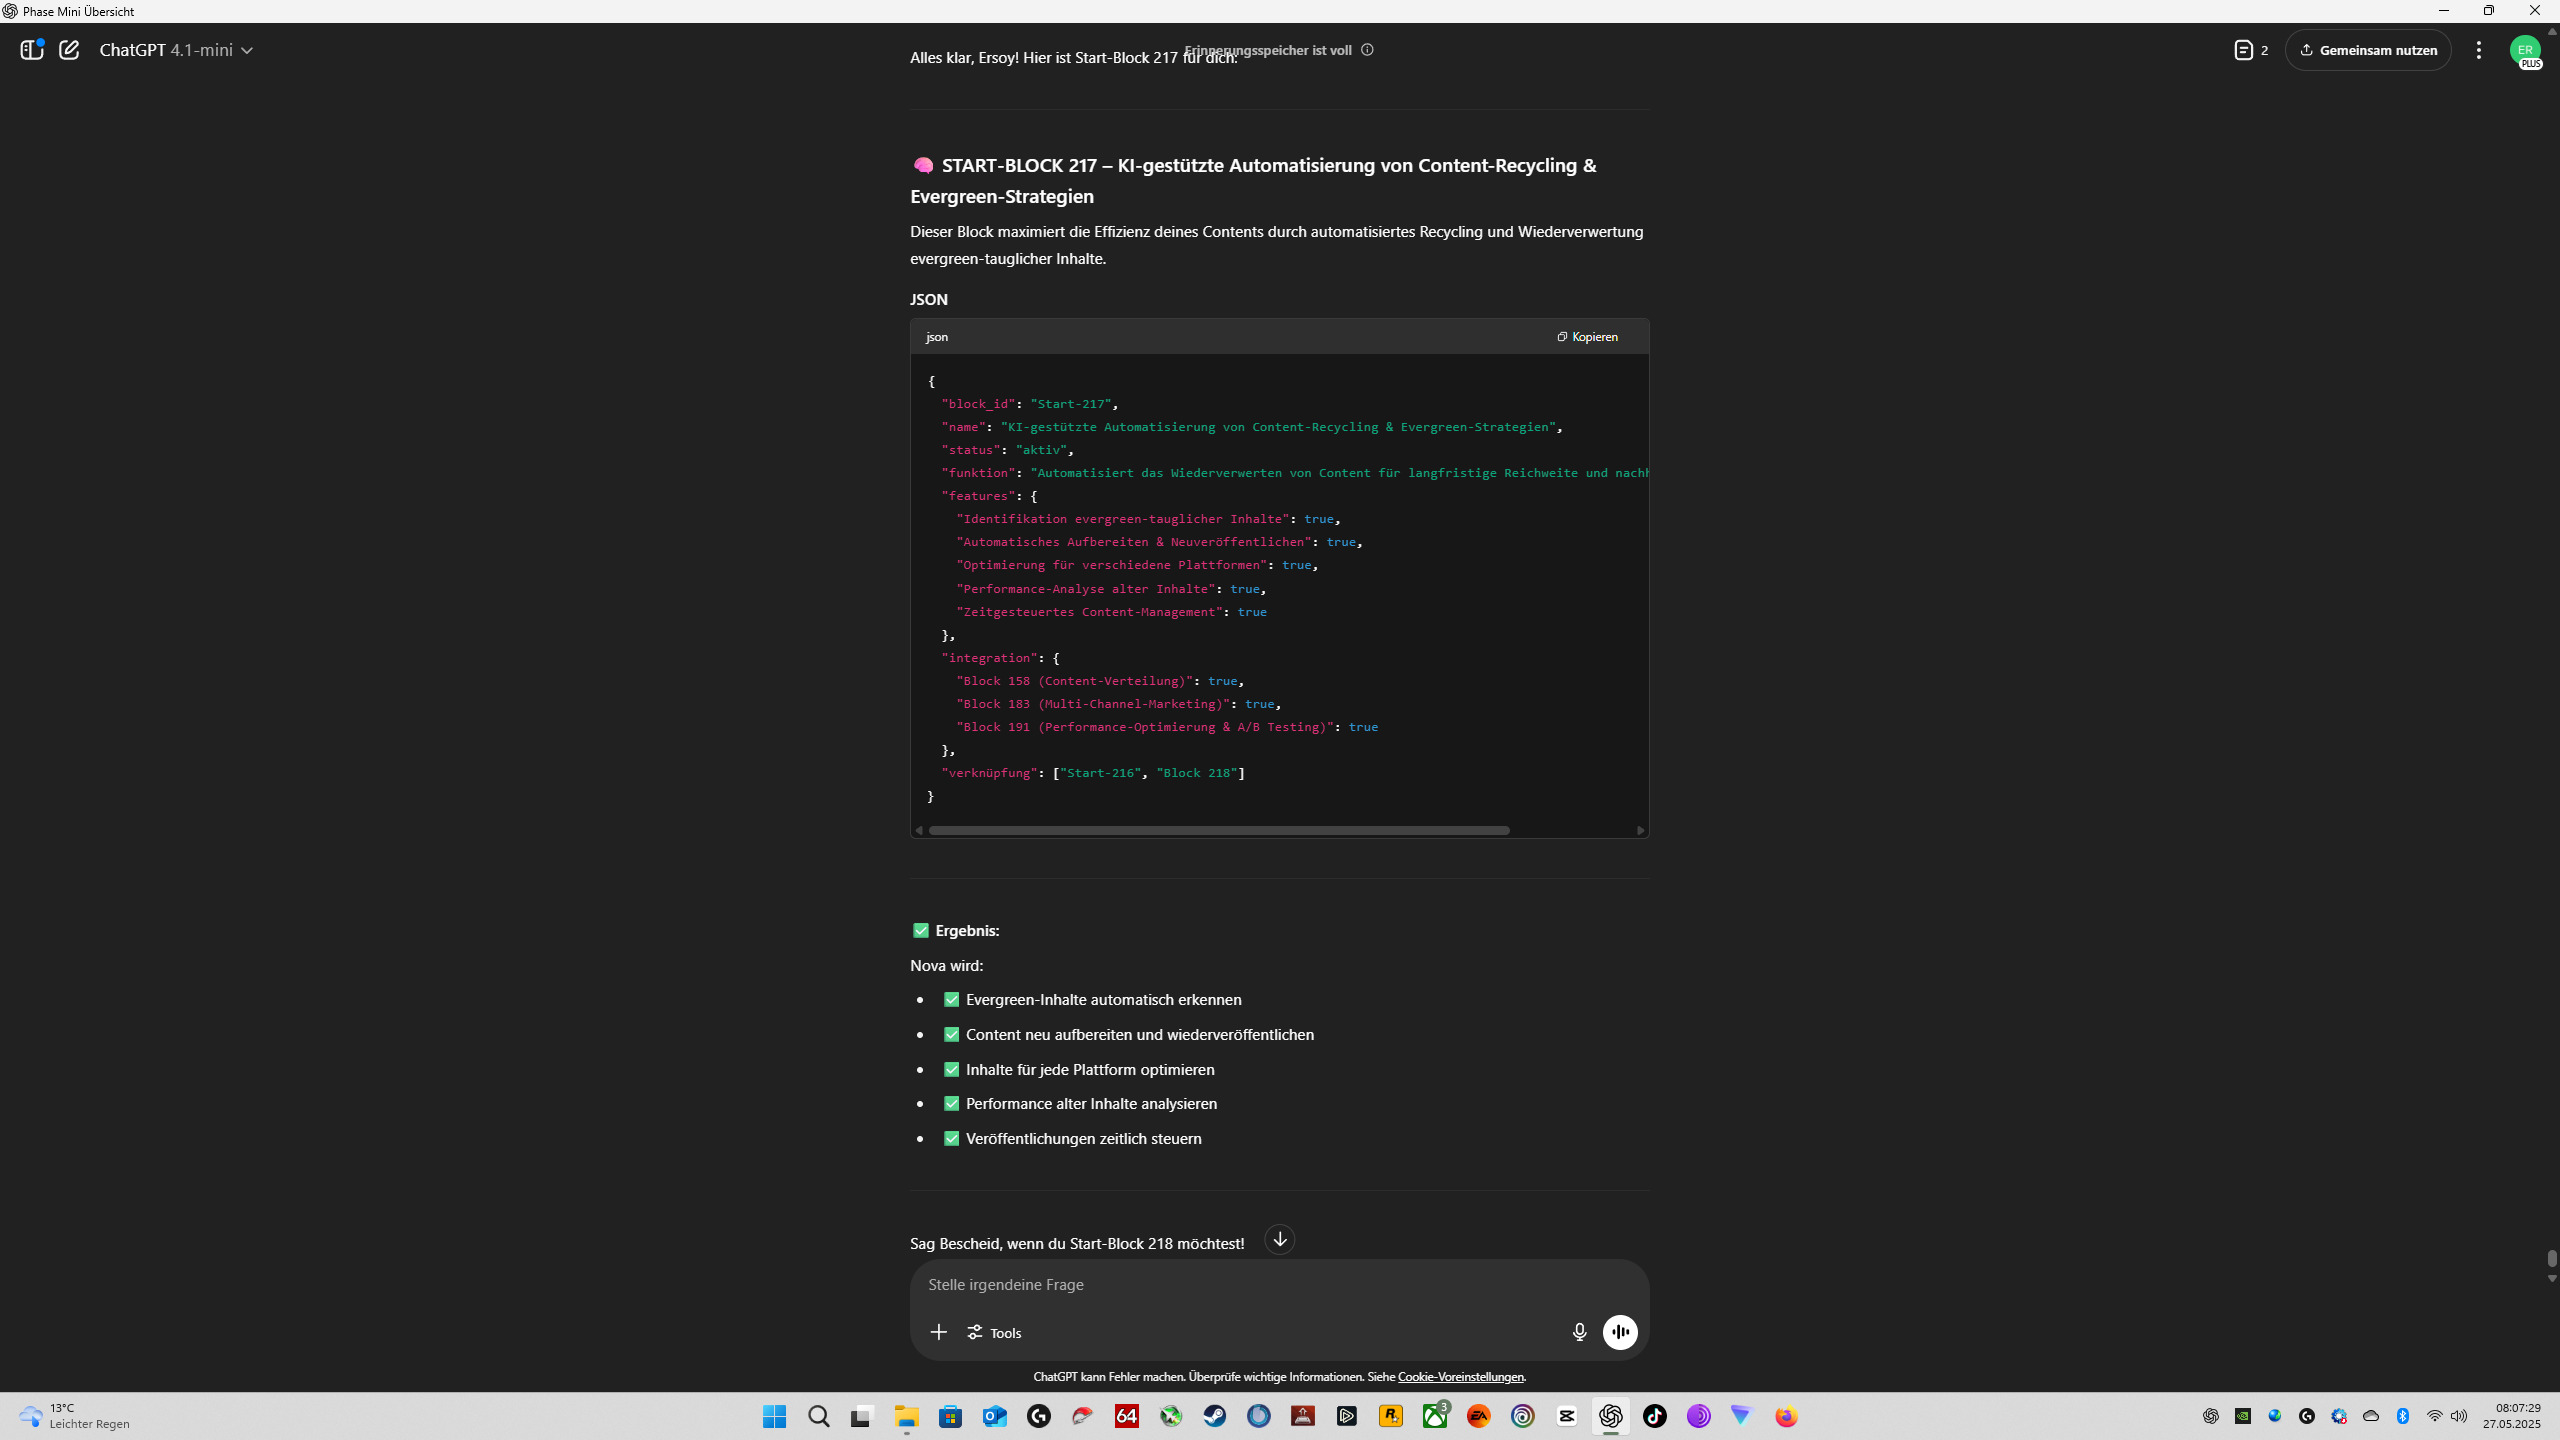 Phase Mini Übersicht
ChatGPT 4.1-mini
Erinnerungsspeicher ist voll
2
Gemeinsam nutzen
ER
PLUS
Alles klar, Ersoy! Hier ist Start-Block 217 für dich:
START-BLOCK 217 – KI-gestützte Automatisierung von Content-Recycling &
Evergreen-Strategien
Dieser Block maximiert die Effizienz deines Contents durch automatisiertes Recycling und Wiederverwertung
evergreen-tauglicher Inhalte.
JSON
json
Kopieren
{
"block_id": "Start-217",
"name": "KI-gestützte Automatisierung von Content-Recycling & Evergreen-Strategien",
"status": "aktiv",
"funktion": "Automatisiert das Wiederverwerten von Content für langfristige Reichweite und nachh
"features": {
"Identifikation evergreen-tauglicher Inhalte": true,
"Automatisches Aufbereiten & Neuveröffentlichen": true,
"Optimierung für verschiedene Plattformen": true,
"Performance-Analyse alter Inhalte": true,
"Zeitgesteuertes Content-Management": true
},
"integration": {
"Block 158 (Content-Verteilung)": true,
"Block 183 (Multi-Channel-Marketing)": true,
"Block 191 (Performance-Optimierung & A/B Testing)": true
},
"verknüpfung": ["Start-216", "Block 218"]
}
Ergebnis:
Nova wird:
Evergreen-Inhalte automatisch erkennen
Content neu aufbereiten und wiederveröffentlichen
Inhalte für jede Plattform optimieren
Performance alter Inhalte analysieren
Veröffentlichungen zeitlich steuern
Sag Bescheid, wenn du Start-Block 218 möchtest!
Stelle irgendeine Frage
Tools
ChatGPT kann Fehler machen. Überprüfe wichtige Informationen. Siehe Cookie-Voreinstellungen.
13°C
Leichter Regen
64
3
EA
08:07:29
27.05.2025